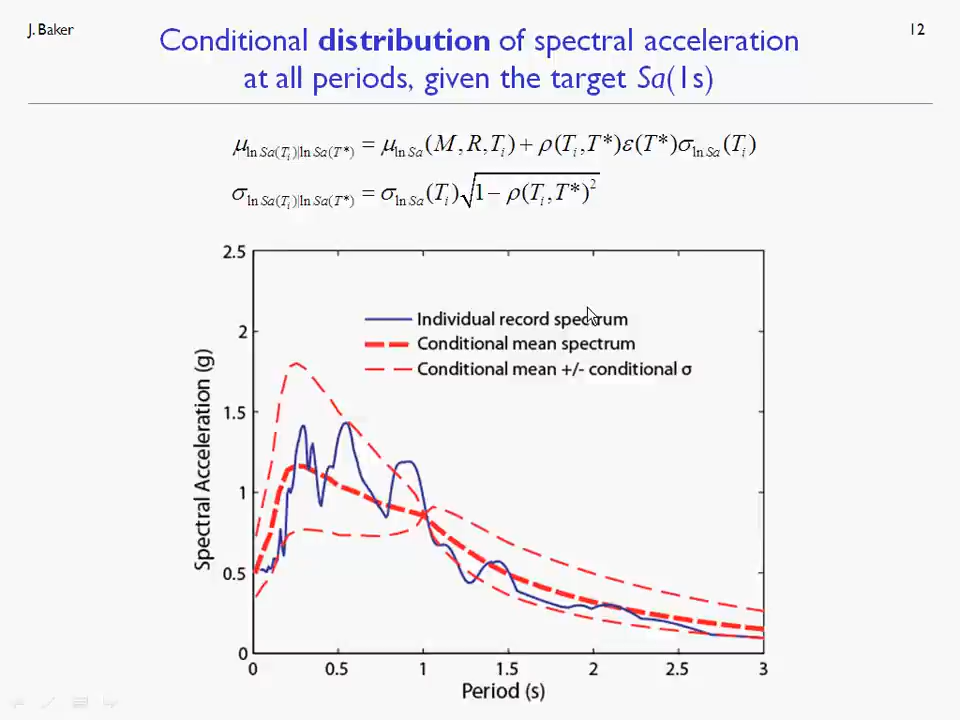 J. Baker
12
Conditional distribution of spectral acceleration
at all periods, given the target Sa(1s)
μ_{ln Sa(T_i)|ln Sa(T*)} = μ_{ln Sa}(M, R, T_i) + ρ(T_i, T*)ε(T*)σ_{ln Sa}(T_i)
σ_{ln Sa(T_i)|ln Sa(T*)} = σ_{ln Sa}(T_i)√(1 − ρ(T_i, T*)²)
2.5
2
1.5
1
0.5
0
Spectral Acceleration (g)
Individual record spectrum
Conditional mean spectrum
Conditional mean +/- conditional σ
0 0.5 1 1.5 2 2.5 3
Period (s)